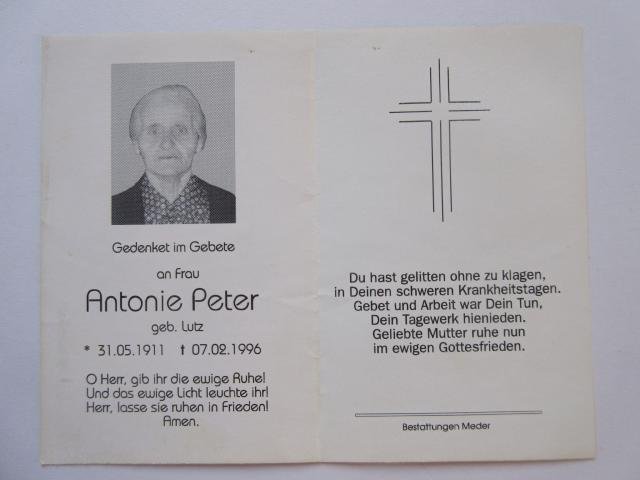 Gedenket im Gebete
an Frau
Antonie Peter
geb. Lutz
* 31.05.1911 † 07.02.1996
O Herr, gib ihr die ewige Ruhe!
Und das ewige Licht leuchte ihr!
Herr, lasse sie ruhen in Frieden!
Amen.
Du hast gelitten ohne zu klagen,
in Deinen schweren Krankheitstagen.
Gebet und Arbeit war Dein Tun,
Dein Tagewerk hienieden.
Geliebte Mutter ruhe nun
im ewigen Gottesfrieden.
Bestattungen Meder